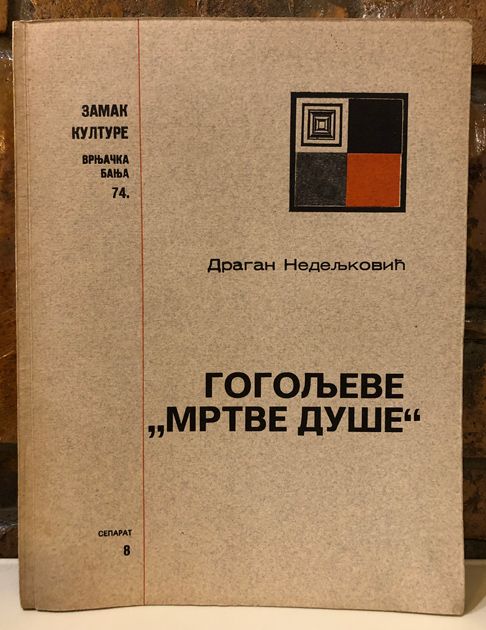 ЗАМАК
КУЛТУРЕ
ВРЊАЧКА
БАЊА
74.
Драган Недељковић
ГОГОЉЕВЕ
„МРТВЕ ДУШЕ“
СЕПАРАТ
8